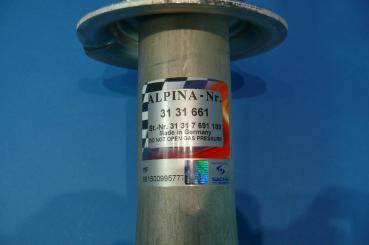 ALPINA-Nr.
31 31 661
St.-Nr. 31 31 7 691 189
Made in Germany
DO NOT OPEN GAS PRESSURE
SACHS